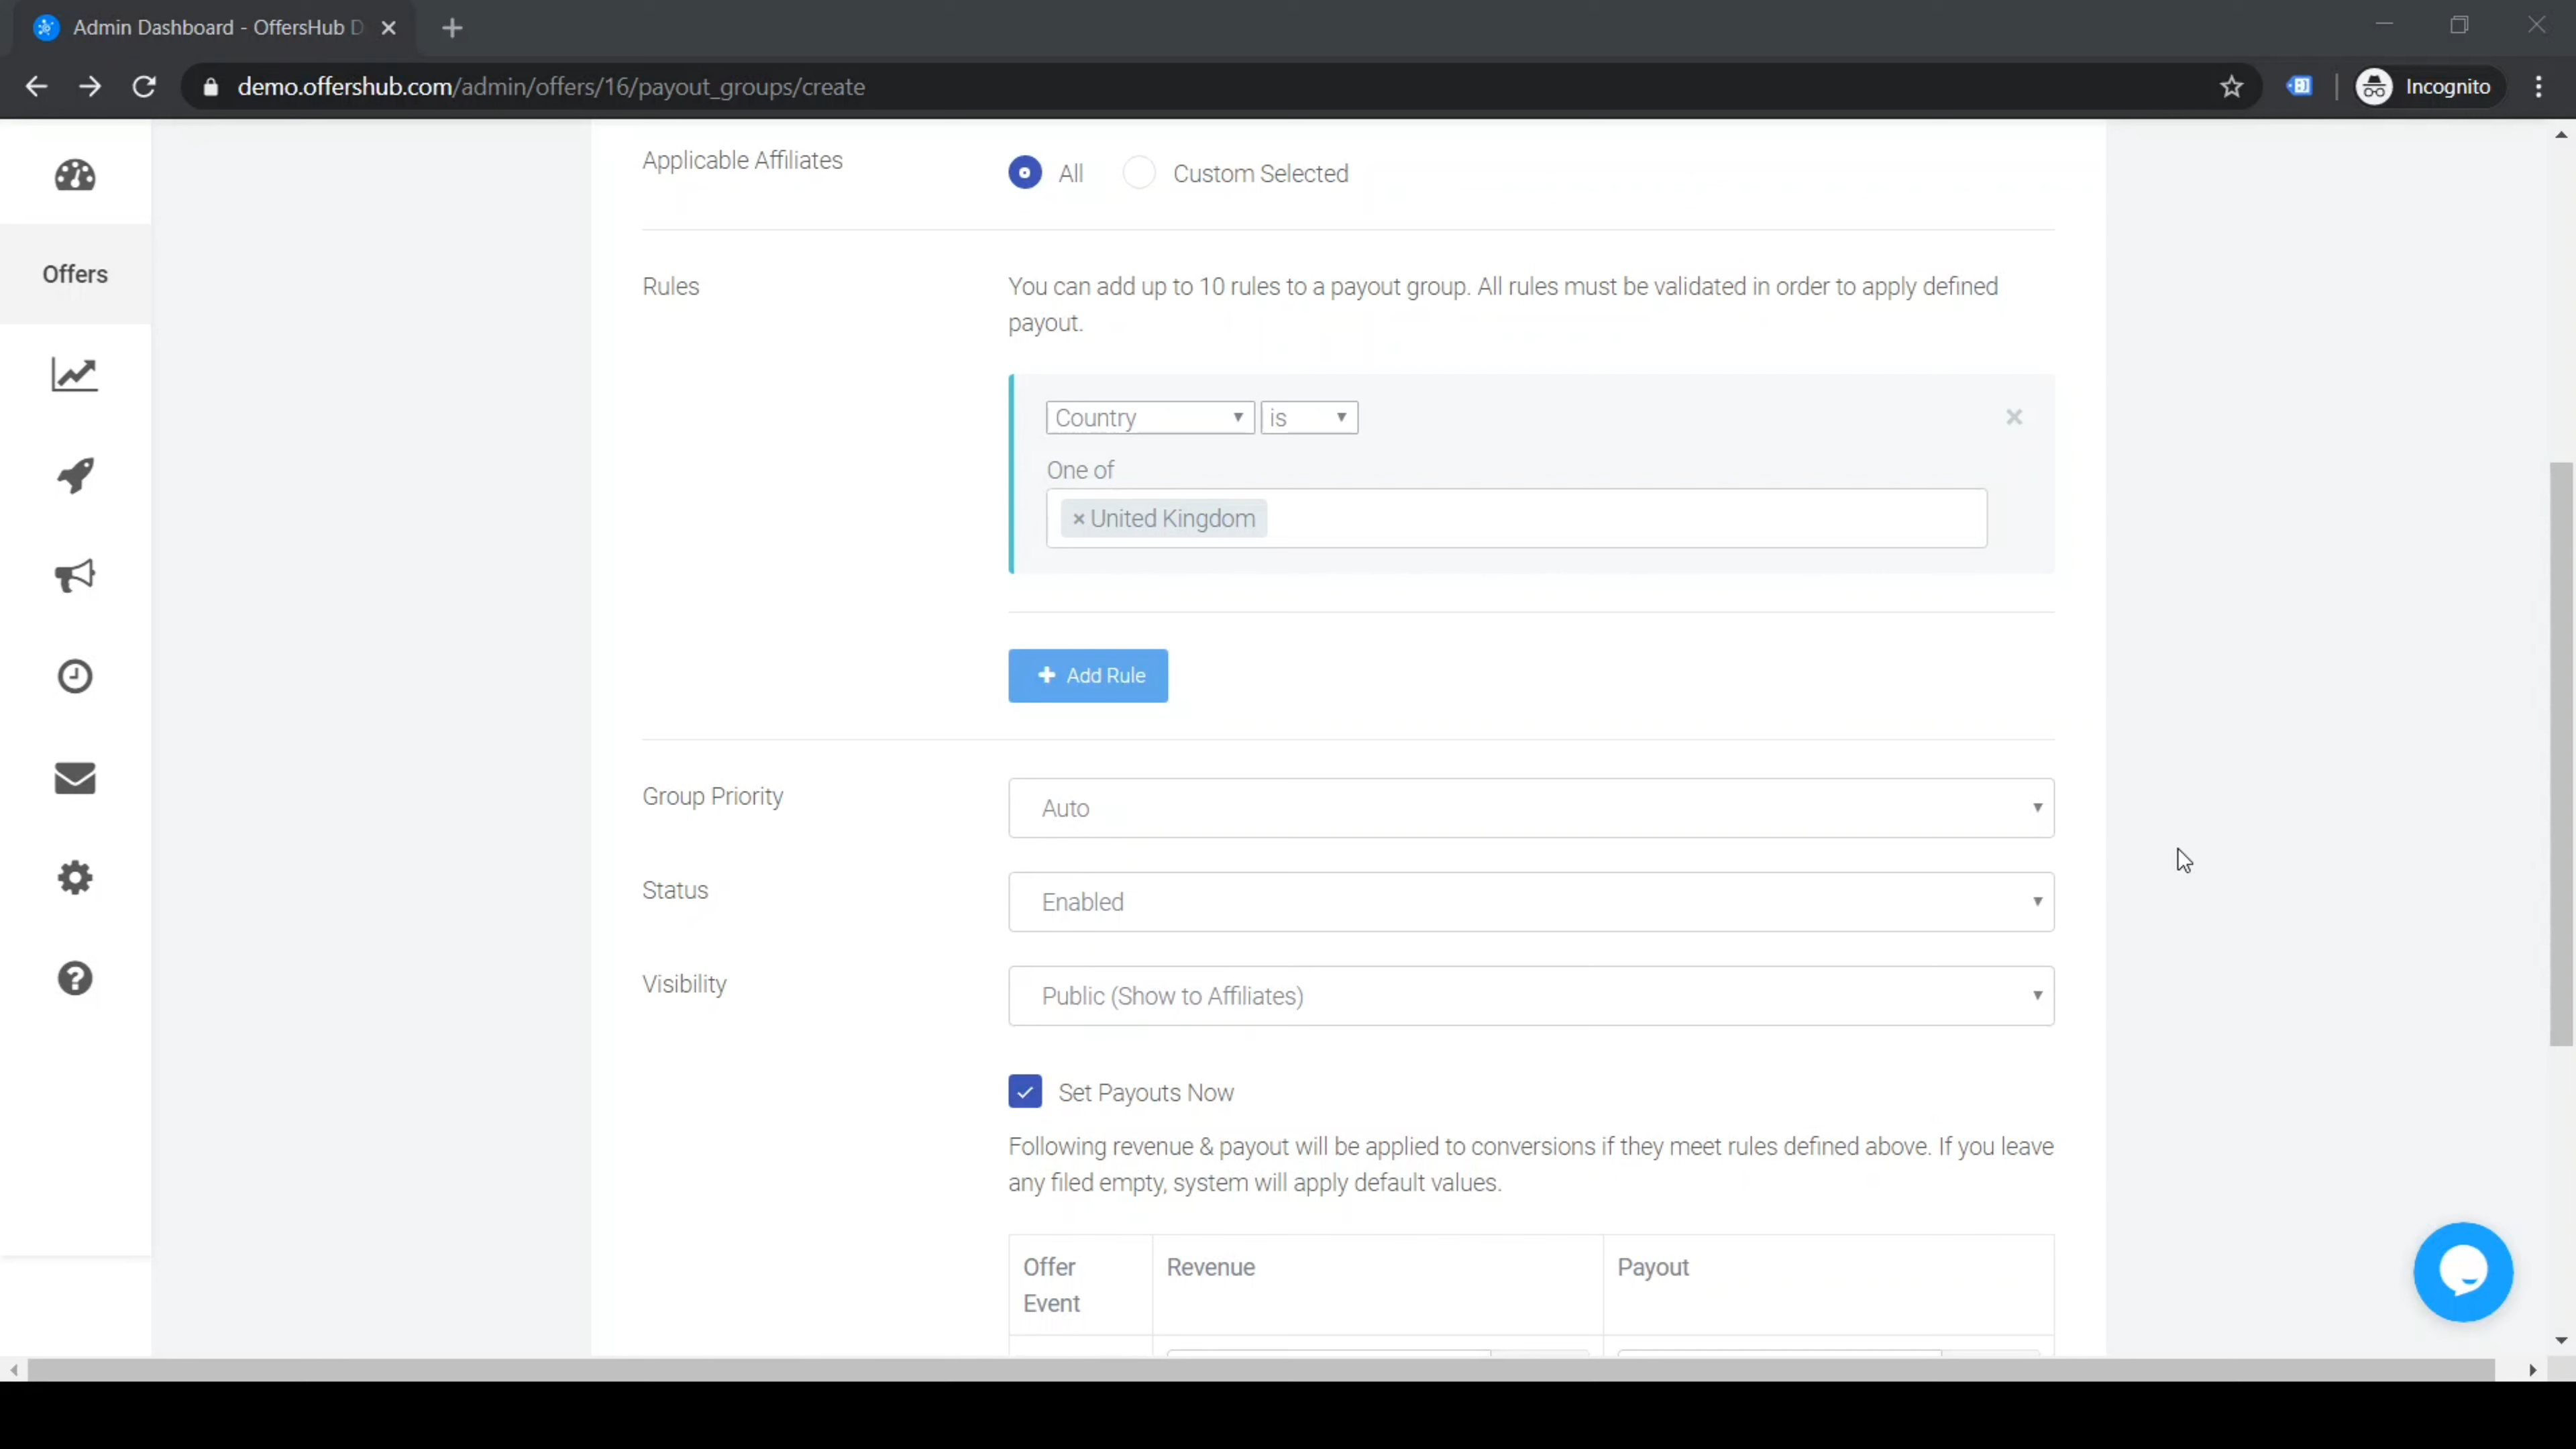 Admin Dashboard - OffersHub D
demo.offershub.com/admin/offers/16/payout_groups/create
Incognito
Offers
Applicable Affiliates
All
Custom Selected
Rules
You can add up to 10 rules to a payout group. All rules must be validated in order to apply defined
payout.
Country
is
One of
× United Kingdom
+ Add Rule
Group Priority
Auto
Status
Enabled
Visibility
Public (Show to Affiliates)
Set Payouts Now
Following revenue & payout will be applied to conversions if they meet rules defined above. If you leave
any filed empty, system will apply default values.
Offer
Event
Revenue
Payout